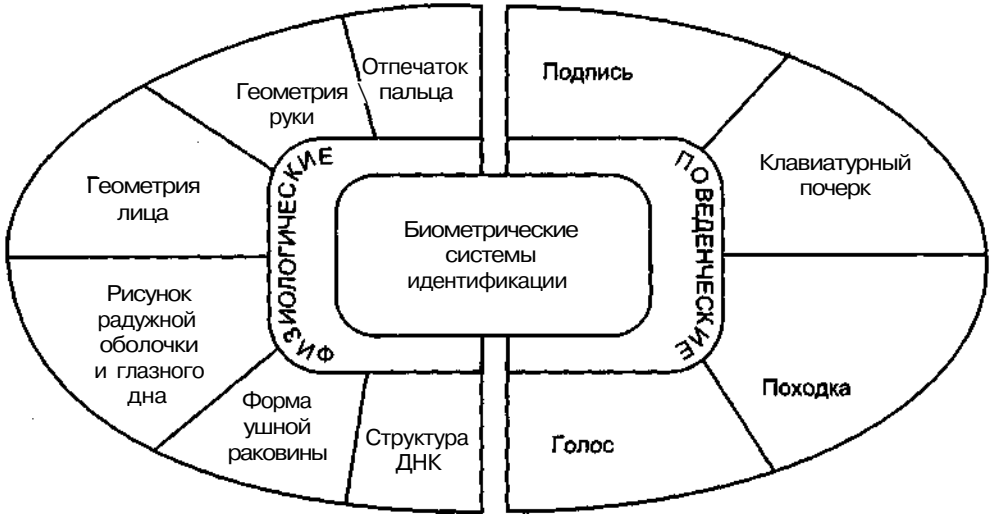 Отпечаток
пальца
Геометрия
руки
Геометрия
лица
Рисунок
радужной
оболочки
и глазного
дна
Форма
ушной
раковины
Структура
ДНК
ФИЗИОЛОГИЧЕСКИЕ
Биометрические
системы
идентификации
ПОВЕДЕНЧЕСКИЕ
Подпись
Клавиатурный
почерк
Походка
Голос